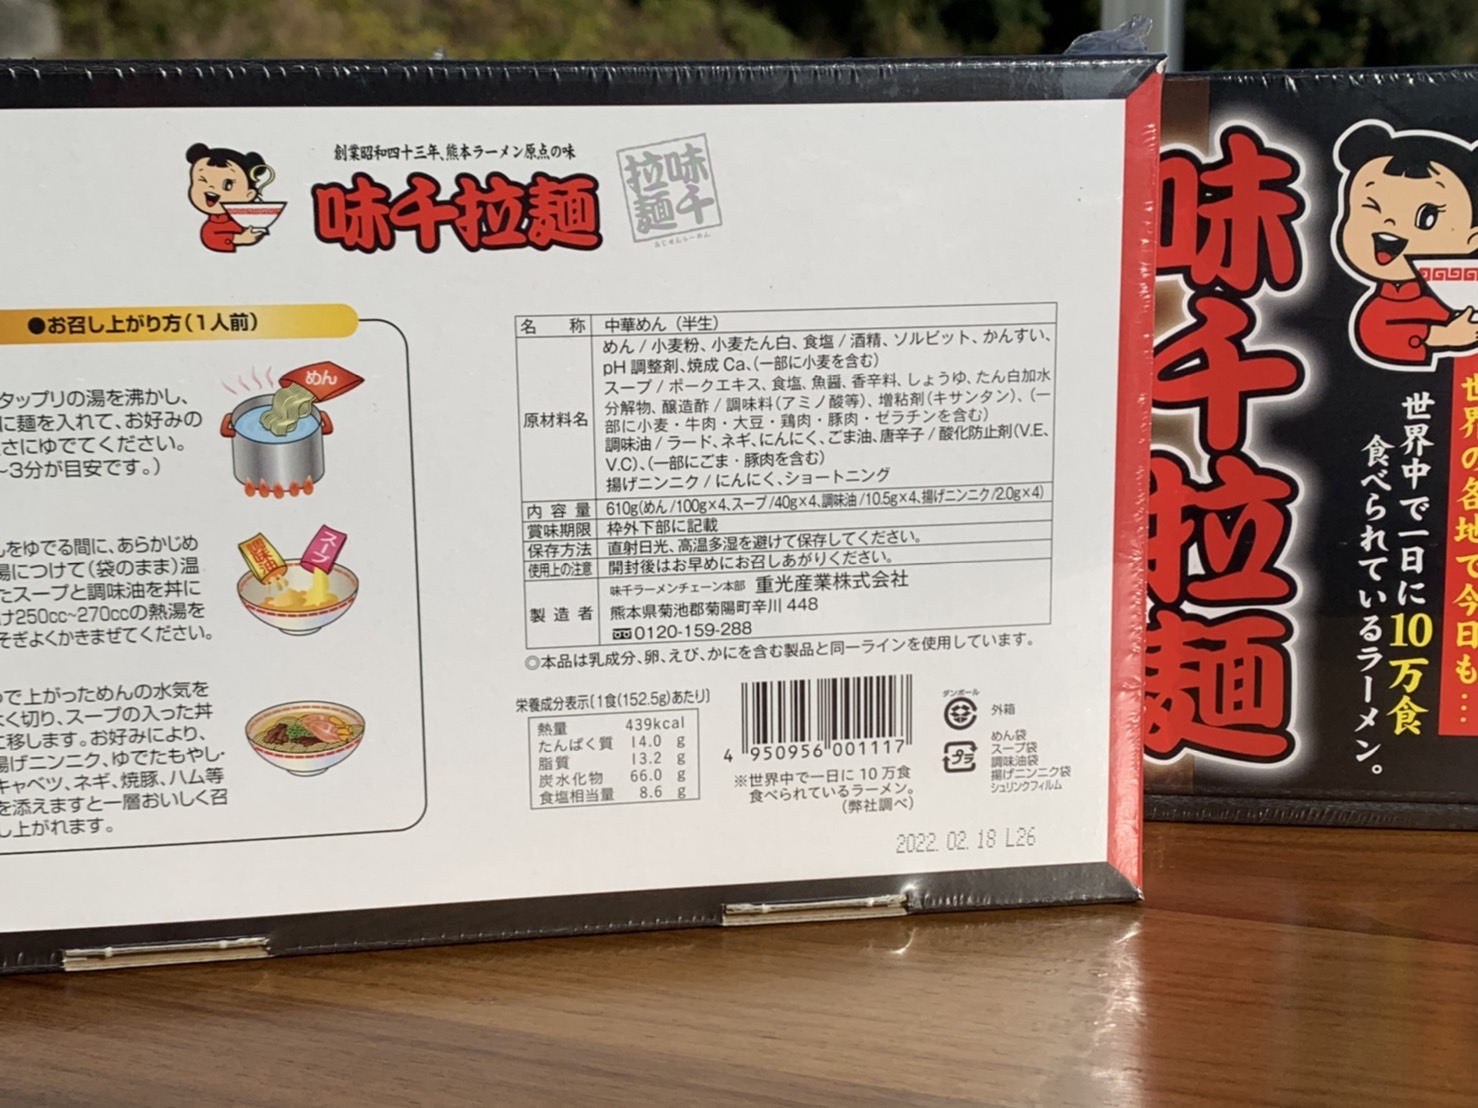 創業昭和四十三年、熊本ラーメン原点の味
味千拉麺
味千拉麺
あじせんらーめん
●お召し上がり方(1人前)
タップリの湯を沸かし、
に麺を入れて、お好みの
さにゆでてください。
~3分が目安です。)
めん
をゆでる間に、あらかじめ
湯につけて(袋のまま)温
たスープと調味油を丼に
け250cc~270ccの熱湯を
そぎよくかきまぜてください。
調味油
スープ
で上がっためんの水気を
よく切り、スープの入った丼
に移します。お好みにより、
揚げニンニク、ゆでたもやし・
キャベツ、ネギ、焼豚、ハム等
を添えますと一層おいしく召
し上がれます。
名 称 中華めん(半生)
原材料名
めん/小麦粉、小麦たん白、食塩/酒精、ソルビット、かんすい、
pH調整剤、焼成Ca、(一部に小麦を含む)
スープ/ポークエキス、食塩、魚醤、香辛料、しょうゆ、たん白加水
分解物、醸造酢/調味料(アミノ酸等)、増粘剤(キサンタン)、(一
部に小麦・牛肉・大豆・鶏肉・豚肉・ゼラチンを含む)
調味油/ラード、ネギ、にんにく、ごま油、唐辛子/酸化防止剤(V.E、
V.C)、(一部にごま・豚肉を含む)
揚げニンニク/にんにく、ショートニング
内容量 610g(めん/100g×4、スープ/40g×4、調味油/10.5g×4、揚げニンニク/2.0g×4)
賞味期限 枠外下部に記載
保存方法 直射日光、高温多湿を避けて保存してください。
使用上の注意 開封後はお早めにお召しあがりください。
製造者
味千ラーメンチェーン本部 重光産業株式会社
熊本県菊池郡菊陽町辛川448
0120-159-288
◎本品は乳成分、卵、えび、かにを含む製品と同一ラインを使用しています。
栄養成分表示[1食(152.5g)あたり]
熱量 439kcal
たんぱく質 14.0 g
脂質 13.2 g
炭水化物 66.0 g
食塩相当量 8.6 g
4 950956 001117
※世界中で一日に10万食
食べられているラーメン。
(弊社調べ)
ダンボール
外箱
プラ
めん袋
スープ袋
調味油袋
揚げニンニク袋
シュリンクフィルム
2022.02.18 L26
味千拉麺
世界の各地で今日も…
世界中で一日に10万食
食べられているラーメン。